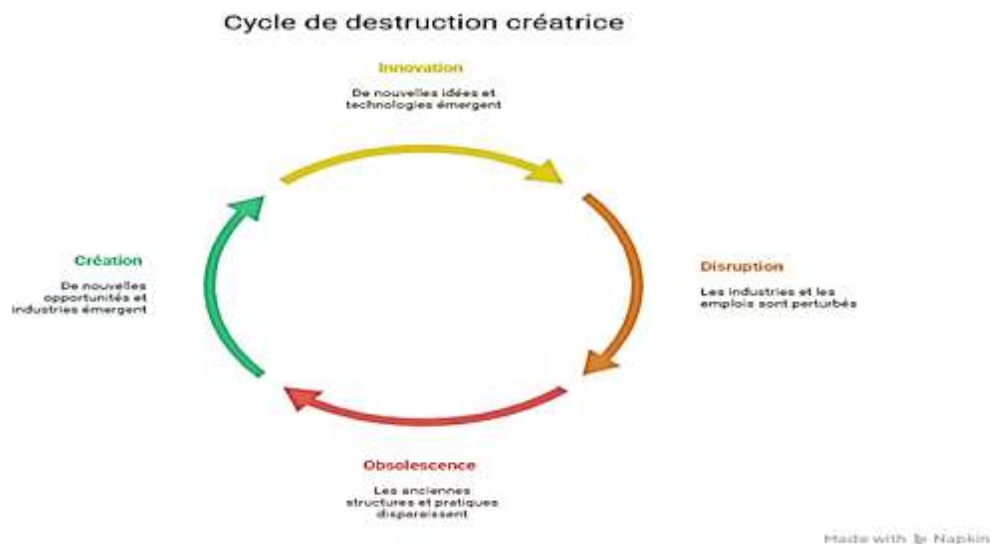 Cycle de destruction créatrice
Innovation
De nouvelles idées et
technologies émergent
Création
De nouvelles
opportunités et
industries émergent
Disruption
Les industries et les
emplois sont perturbés
Obsolescence
Les anciennes
structures et pratiques
disparaissent
Made with Napkin